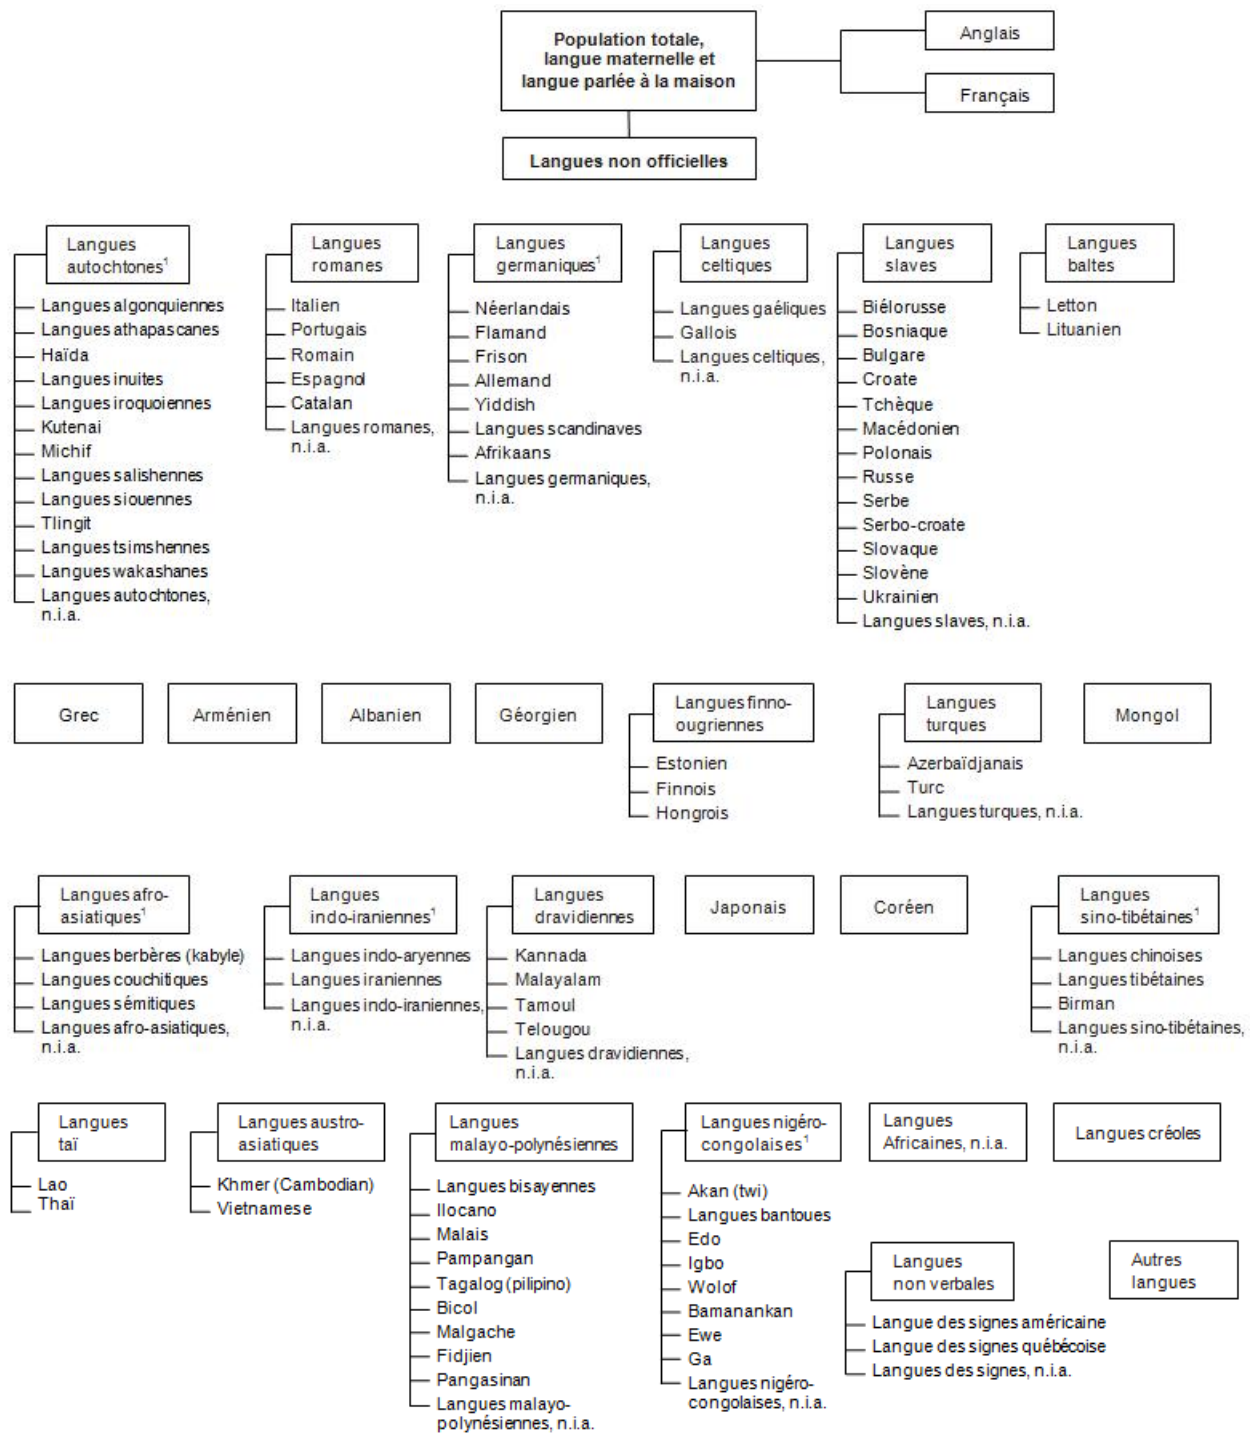 Population totale,
langue maternelle et
langue parlée à la maison
Anglais
Français
Langues non officielles
Langues
autochtones¹
Langues algonquiennes
Langues athapascanes
Haïda
Langues inuites
Langues iroquoiennes
Kutenai
Michif
Langues salishennes
Langues siouennes
Tlingit
Langues tsimshennes
Langues wakashanes
Langues autochtones,
n.i.a.
Langues
romanes
Italien
Portugais
Romain
Espagnol
Catalan
Langues romanes,
n.i.a.
Langues
germaniques¹
Néerlandais
Flamand
Frison
Allemand
Yiddish
Langues scandinaves
Afrikaans
Langues germaniques,
n.i.a.
Langues
celtiques
Langues gaéliques
Gallois
Langues celtiques,
n.i.a.
Langues
slaves
Biélorusse
Bosniaque
Bulgare
Croate
Tchèque
Macédonien
Polonais
Russe
Serbe
Serbo-croate
Slovaque
Slovène
Ukrainien
Langues slaves, n.i.a.
Langues
baltes
Letton
Lituanien
Grec
Arménien
Albanien
Géorgien
Langues finno-
ougriennes
Estonien
Finnois
Hongrois
Langues
turques
Azerbaïdjanais
Turc
Langues turques, n.i.a.
Mongol
Langues afro-
asiatiques¹
Langues berbères (kabyle)
Langues couchitiques
Langues sémitiques
Langues afro-asiatiques,
n.i.a.
Langues
indo-iraniennes¹
Langues indo-aryennes
Langues iraniennes
Langues indo-iraniennes,
n.i.a.
Langues
dravidiennes
Kannada
Malayalam
Tamoul
Telougou
Langues dravidiennes,
n.i.a.
Japonais
Coréen
Langues
sino-tibétaines¹
Langues chinoises
Langues tibétaines
Birman
Langues sino-tibétaines,
n.i.a.
Langues
taï
Lao
Thaï
Langues austro-
asiatiques
Khmer (Cambodian)
Vietnamese
Langues
malayo-polynésiennes
Langues bisayennes
Ilocano
Malais
Pampangan
Tagalog (pilipino)
Bicol
Malgache
Fidjien
Pangasinan
Langues malayo-
polynésiennes, n.i.a.
Langues nigéro-
congolaises¹
Akan (twi)
Langues bantoues
Edo
Igbo
Wolof
Bamanankan
Ewe
Ga
Langues nigéro-
congolaises, n.i.a.
Langues
Africaines, n.i.a.
Langues créoles
Langues
non verbales
Langue des signes américaine
Langue des signes québécoise
Langues des signes, n.i.a.
Autres
langues